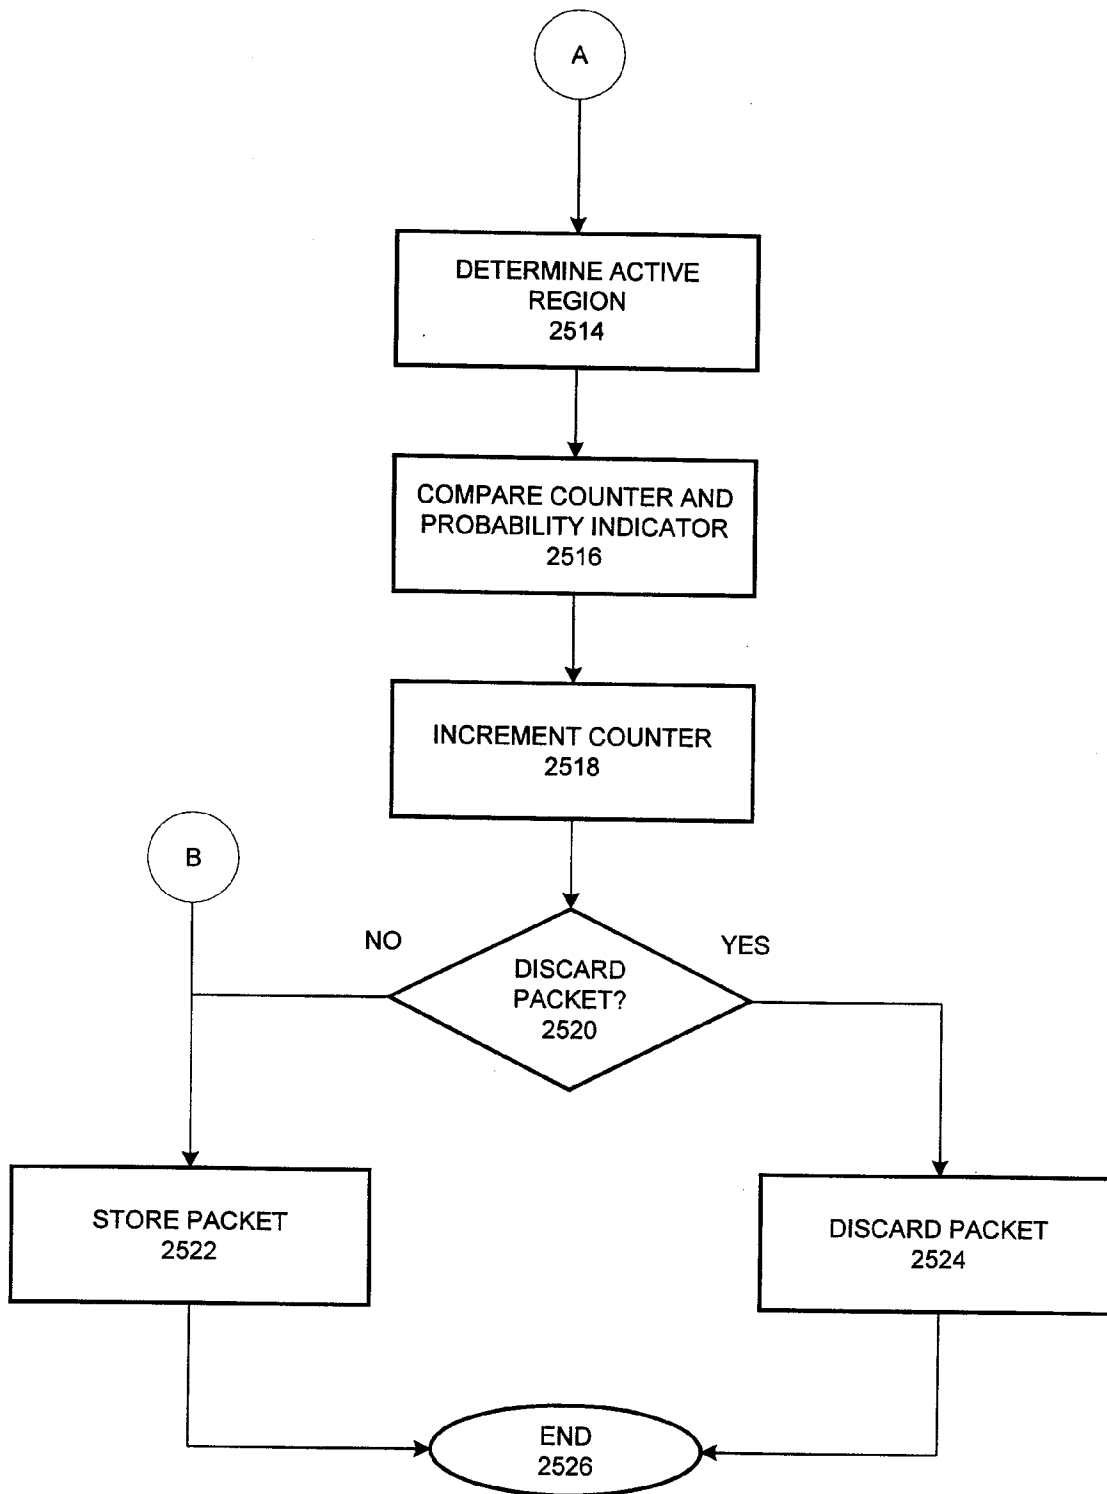 A
DETERMINE ACTIVE
REGION
2514
COMPARE COUNTER AND
PROBABILITY INDICATOR
2516
INCREMENT COUNTER
2518
B
NO
YES
DISCARD
PACKET?
2520
STORE PACKET
2522
DISCARD PACKET
2524
END
2526